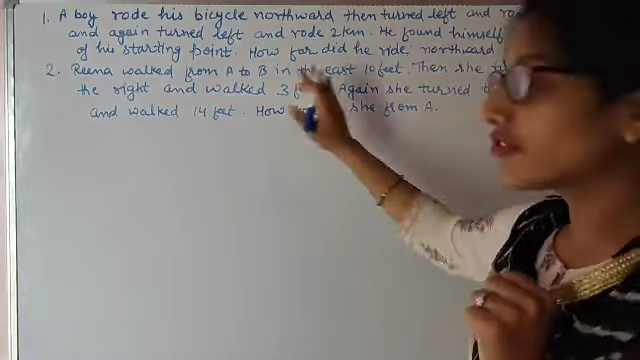 1. A boy rode his bicycle northward then turned left and
and again turned left and rode 2km. He found himself
of his starting point. How far did he ride northward
2. Reena walked from A to B in the east 10 feet. Then she
the right and walked 3 Again she turned
and walked 14 feet. How she from A.